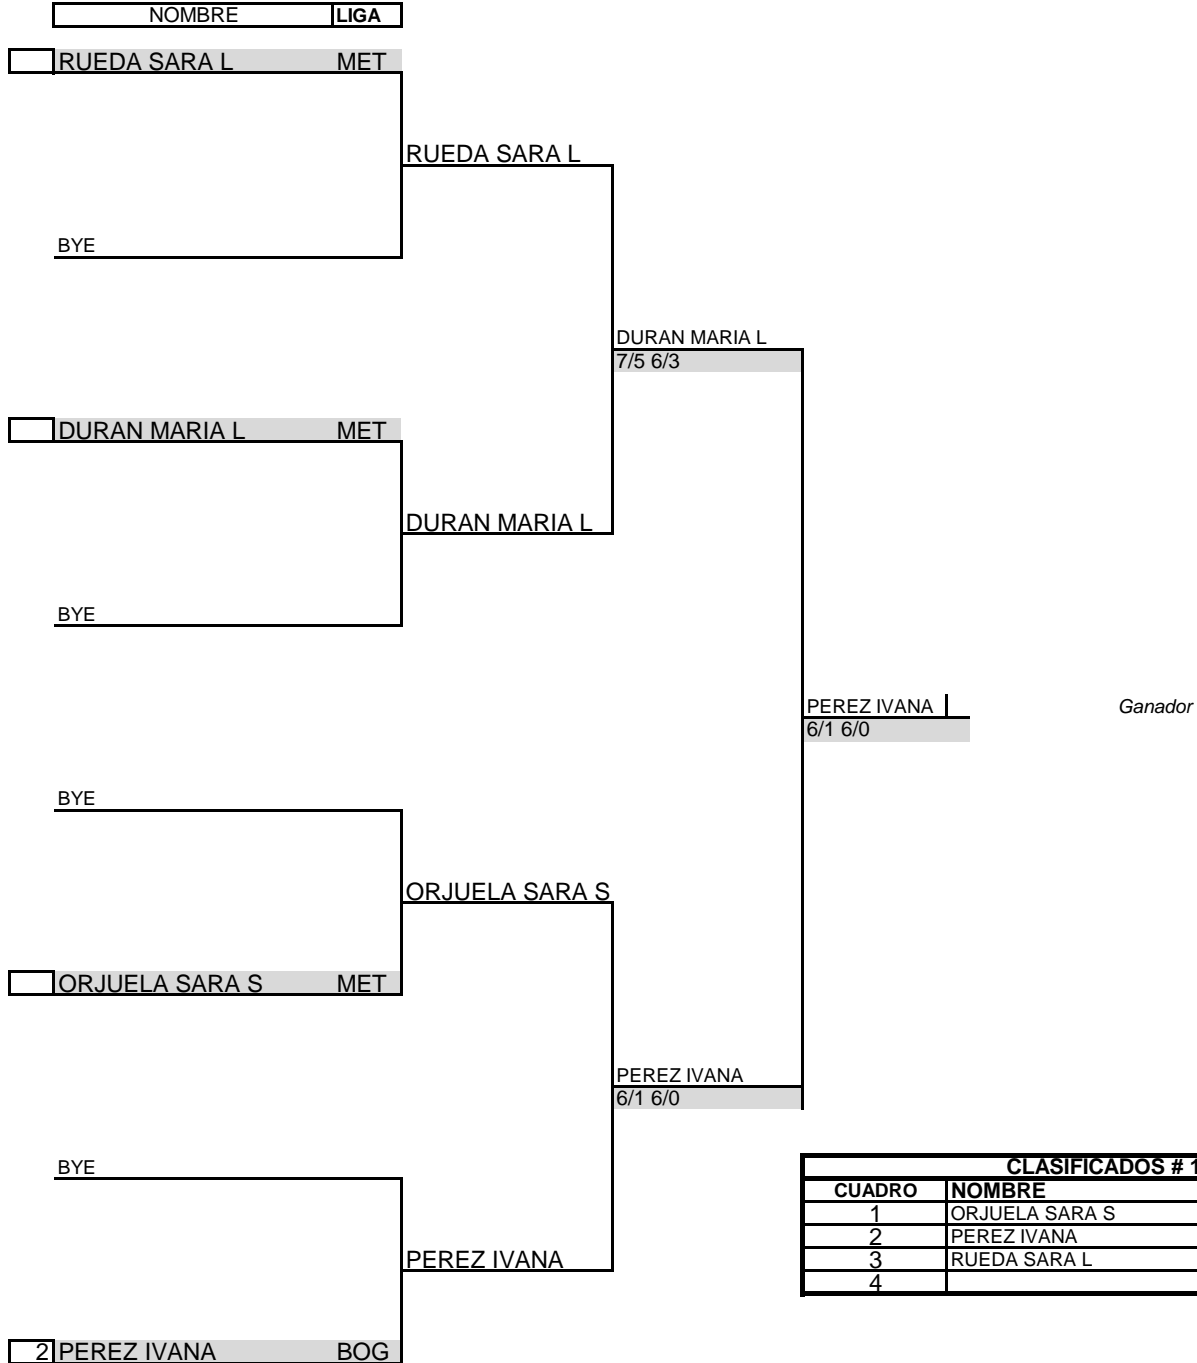 NOMBRE LIGA
RUEDA SARA L MET
RUEDA SARA L
BYE
DURAN MARIA L
7/5 6/3
DURAN MARIA L MET
DURAN MARIA L
BYE
PEREZ IVANA Ganador
6/1 6/0
BYE
ORJUELA SARA S
ORJUELA SARA S MET
PEREZ IVANA
6/1 6/0
BYE
CLASIFICADOS # 1
CUADRO NOMBRE
1 ORJUELA SARA S
2 PEREZ IVANA
3 RUEDA SARA L
4
PEREZ IVANA
2 PEREZ IVANA BOG